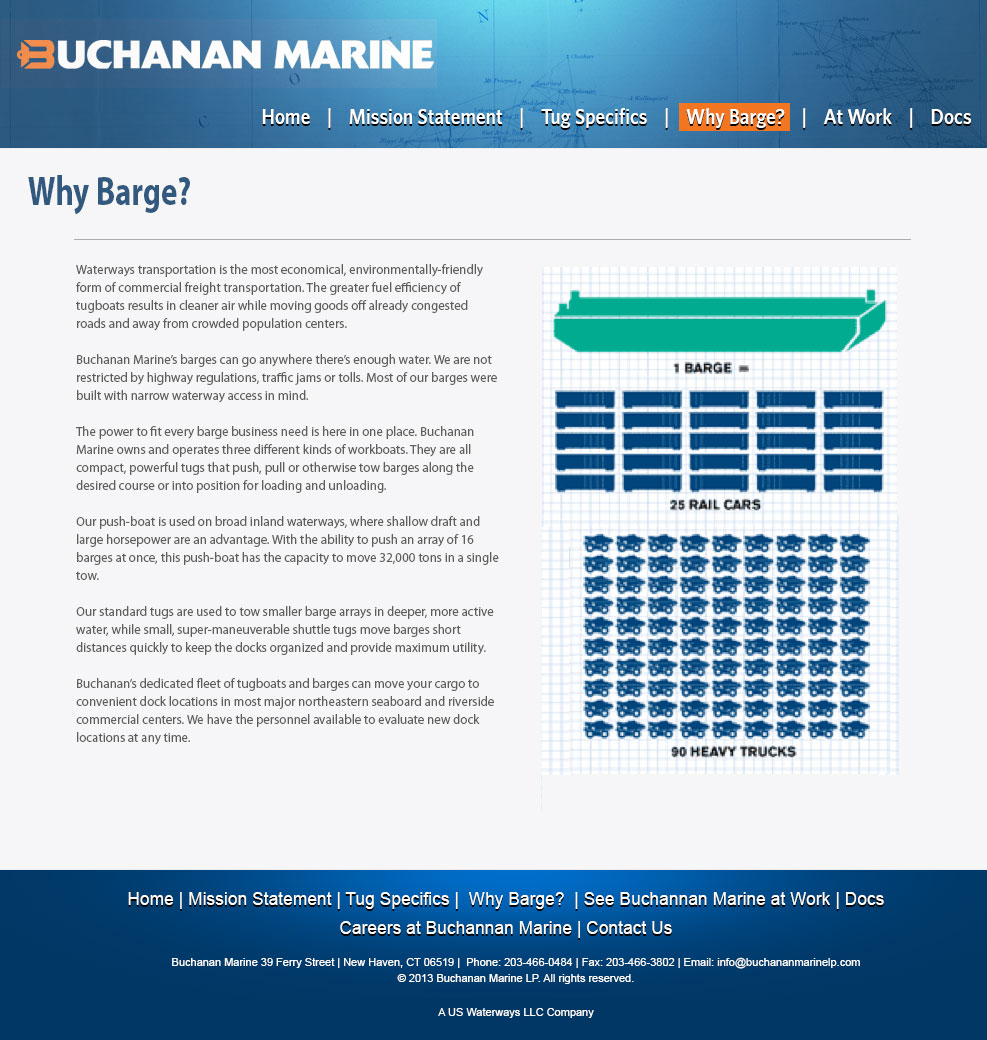 BUCHANAN MARINE
Home | Mission Statement | Tug Specifics | Why Barge? | At Work | Docs
Why Barge?
Waterways transportation is the most economical, environmentally-friendly
form of commercial freight transportation. The greater fuel efficiency of
tugboats results in cleaner air while moving goods off already congested
roads and away from crowded population centers.
Buchanan Marine's barges can go anywhere there's enough water. We are not
restricted by highway regulations, traffic jams or tolls. Most of our barges were
built with narrow waterway access in mind.
The power to fit every barge business need is here in one place. Buchanan
Marine owns and operates three different kinds of workboats. They are all
compact, powerful tugs that push, pull or otherwise tow barges along the
desired course or into position for loading and unloading.
Our push-boat is used on broad inland waterways, where shallow draft and
large horsepower are an advantage. With the ability to push an array of 16
barges at once, this push-boat has the capacity to move 32,000 tons in a single
tow.
Our standard tugs are used to tow smaller barge arrays in deeper, more active
water, while small, super-maneuverable shuttle tugs move barges short
distances quickly to keep the docks organized and provide maximum utility.
Buchanan's dedicated fleet of tugboats and barges can move your cargo to
convenient dock locations in most major northeastern seaboard and riverside
commercial centers. We have the personnel available to evaluate new dock
locations at any time.
1 BARGE =
25 RAIL CARS
90 HEAVY TRUCKS
Home | Mission Statement | Tug Specifics | Why Barge? | See Buchannan Marine at Work | Docs
Careers at Buchannan Marine | Contact Us
Buchanan Marine 39 Ferry Street | New Haven, CT 06519 | Phone: 203-466-0484 | Fax: 203-466-3802 | Email: info@buchananmarinelp.com
© 2013 Buchanan Marine LP. All rights reserved.
A US Waterways LLC Company